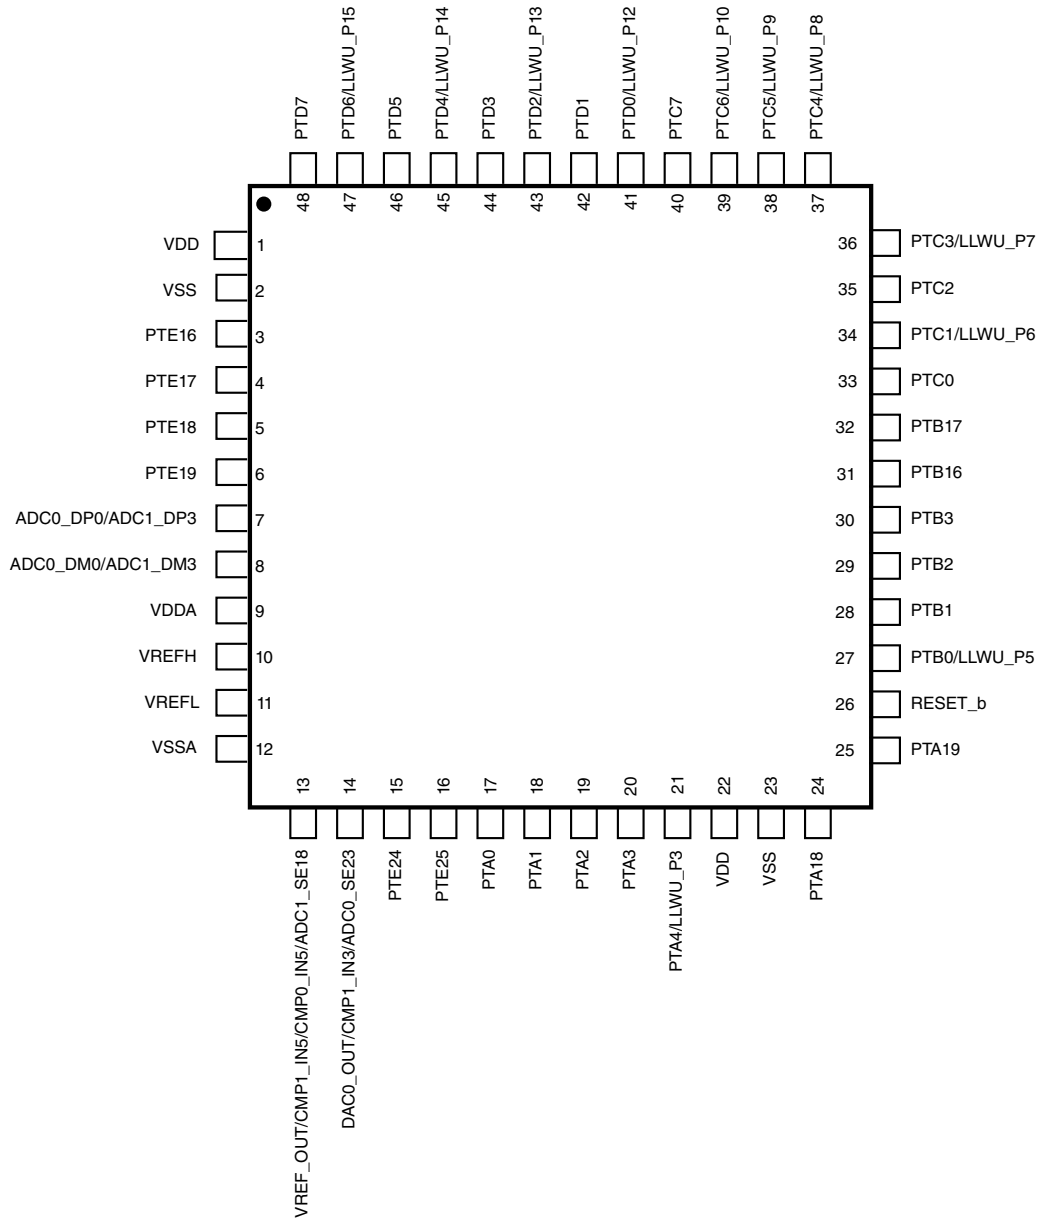 PTD7
PTD6/LLWU_P15
PTD5
PTD4/LLWU_P14
PTD3
PTD2/LLWU_P13
PTD1
PTD0/LLWU_P12
PTC7
PTC6/LLWU_P10
PTC5/LLWU_P9
PTC4/LLWU_P8
48
47
46
45
44
43
42
41
40
39
38
37
VDD 1
VSS 2
PTE16 3
PTE17 4
PTE18 5
PTE19 6
ADC0_DP0/ADC1_DP3 7
ADC0_DM0/ADC1_DM3 8
VDDA 9
VREFH 10
VREFL 11
VSSA 12
36 PTC3/LLWU_P7
35 PTC2
34 PTC1/LLWU_P6
33 PTC0
32 PTB17
31 PTB16
30 PTB3
29 PTB2
28 PTB1
27 PTB0/LLWU_P5
26 RESET_b
25 PTA19
13
14
15
16
17
18
19
20
21
22
23
24
VREF_OUT/CMP1_IN5/CMP0_IN5/ADC1_SE18
DAC0_OUT/CMP1_IN3/ADC0_SE23
PTE24
PTE25
PTA0
PTA1
PTA2
PTA3
PTA4/LLWU_P3
VDD
VSS
PTA18